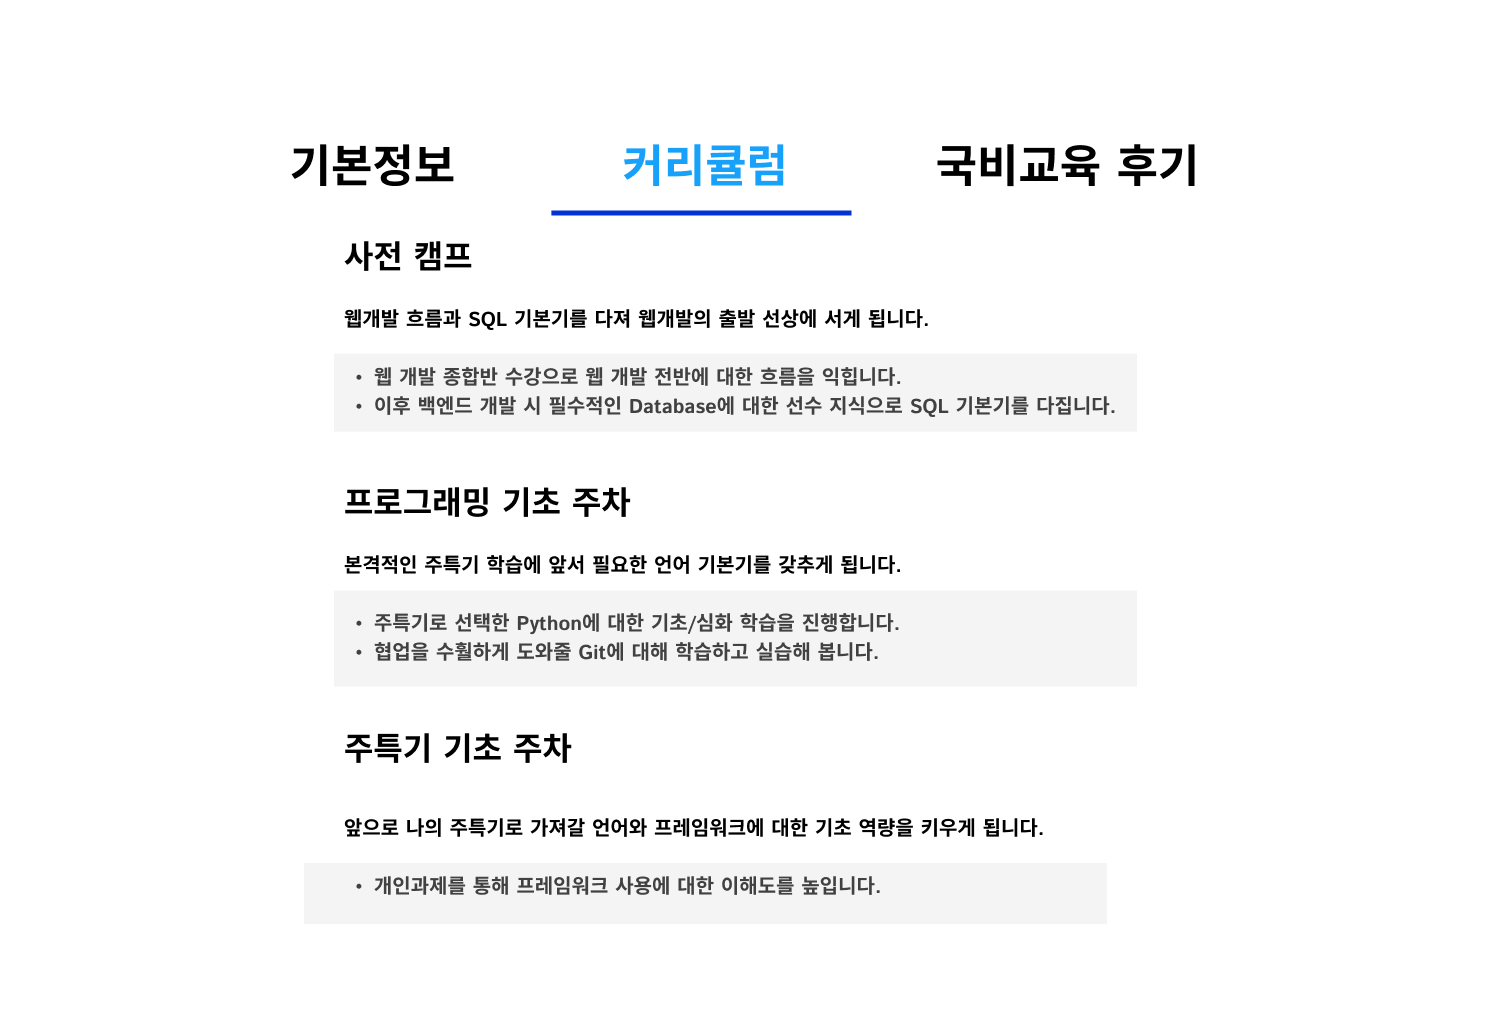 기본정보 커리큘럼 국비교육 후기
사전 캠프
웹개발 흐름과 SQL 기본기를 다져 웹개발의 출발 선상에 서게 됩니다.
• 웹 개발 종합반 수강으로 웹 개발 전반에 대한 흐름을 익힙니다.
• 이후 백엔드 개발 시 필수적인 Database에 대한 선수 지식으로 SQL 기본기를 다집니다.
프로그래밍 기초 주차
본격적인 주특기 학습에 앞서 필요한 언어 기본기를 갖추게 됩니다.
• 주특기로 선택한 Python에 대한 기초/심화 학습을 진행합니다.
• 협업을 수훨하게 도와줄 Git에 대해 학습하고 실습해 봅니다.
주특기 기초 주차
앞으로 나의 주특기로 가져갈 언어와 프레임워크에 대한 기초 역량을 키우게 됩니다.
• 개인과제를 통해 프레임워크 사용에 대한 이해도를 높입니다.